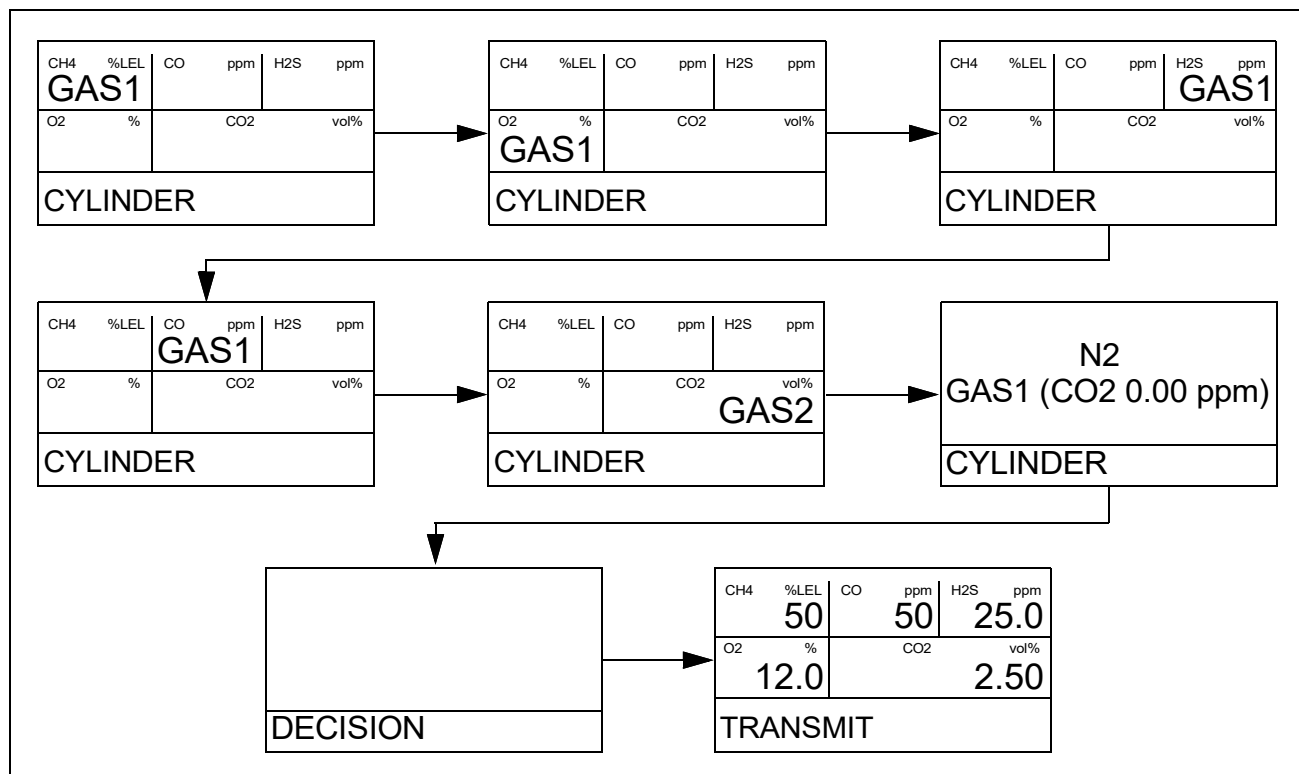 CH4 %LEL CO ppm H2S ppm
GAS1
O2 % CO2 vol%
CYLINDER
CH4 %LEL CO ppm H2S ppm
O2 % CO2 vol%
GAS1
CYLINDER
CH4 %LEL CO ppm H2S ppm
GAS1
O2 % CO2 vol%
CYLINDER
CH4 %LEL CO ppm H2S ppm
GAS1
O2 % CO2 vol%
CYLINDER
CH4 %LEL CO ppm H2S ppm
O2 % CO2 vol%
GAS2
CYLINDER
N2
GAS1 (CO2 0.00 ppm)
CYLINDER
DECISION
CH4 %LEL CO ppm H2S ppm
50 50 25.0
O2 % CO2 vol%
12.0 2.50
TRANSMIT